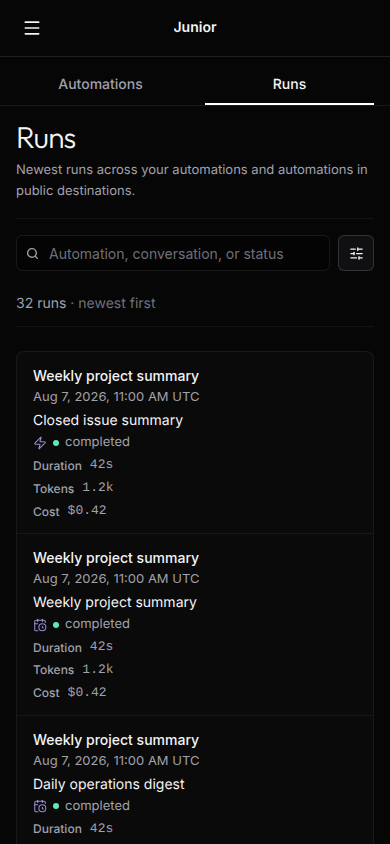 Junior
Automations Runs
Runs
Newest runs across your automations and automations in
public destinations.
Automation, conversation, or status
32 runs · newest first
Weekly project summary
Aug 7, 2026, 11:00 AM UTC
Closed issue summary
completed
Duration 42s
Tokens 1.2k
Cost $0.42
Weekly project summary
Aug 7, 2026, 11:00 AM UTC
Weekly project summary
completed
Duration 42s
Tokens 1.2k
Cost $0.42
Weekly project summary
Aug 7, 2026, 11:00 AM UTC
Daily operations digest
completed
Duration 42s